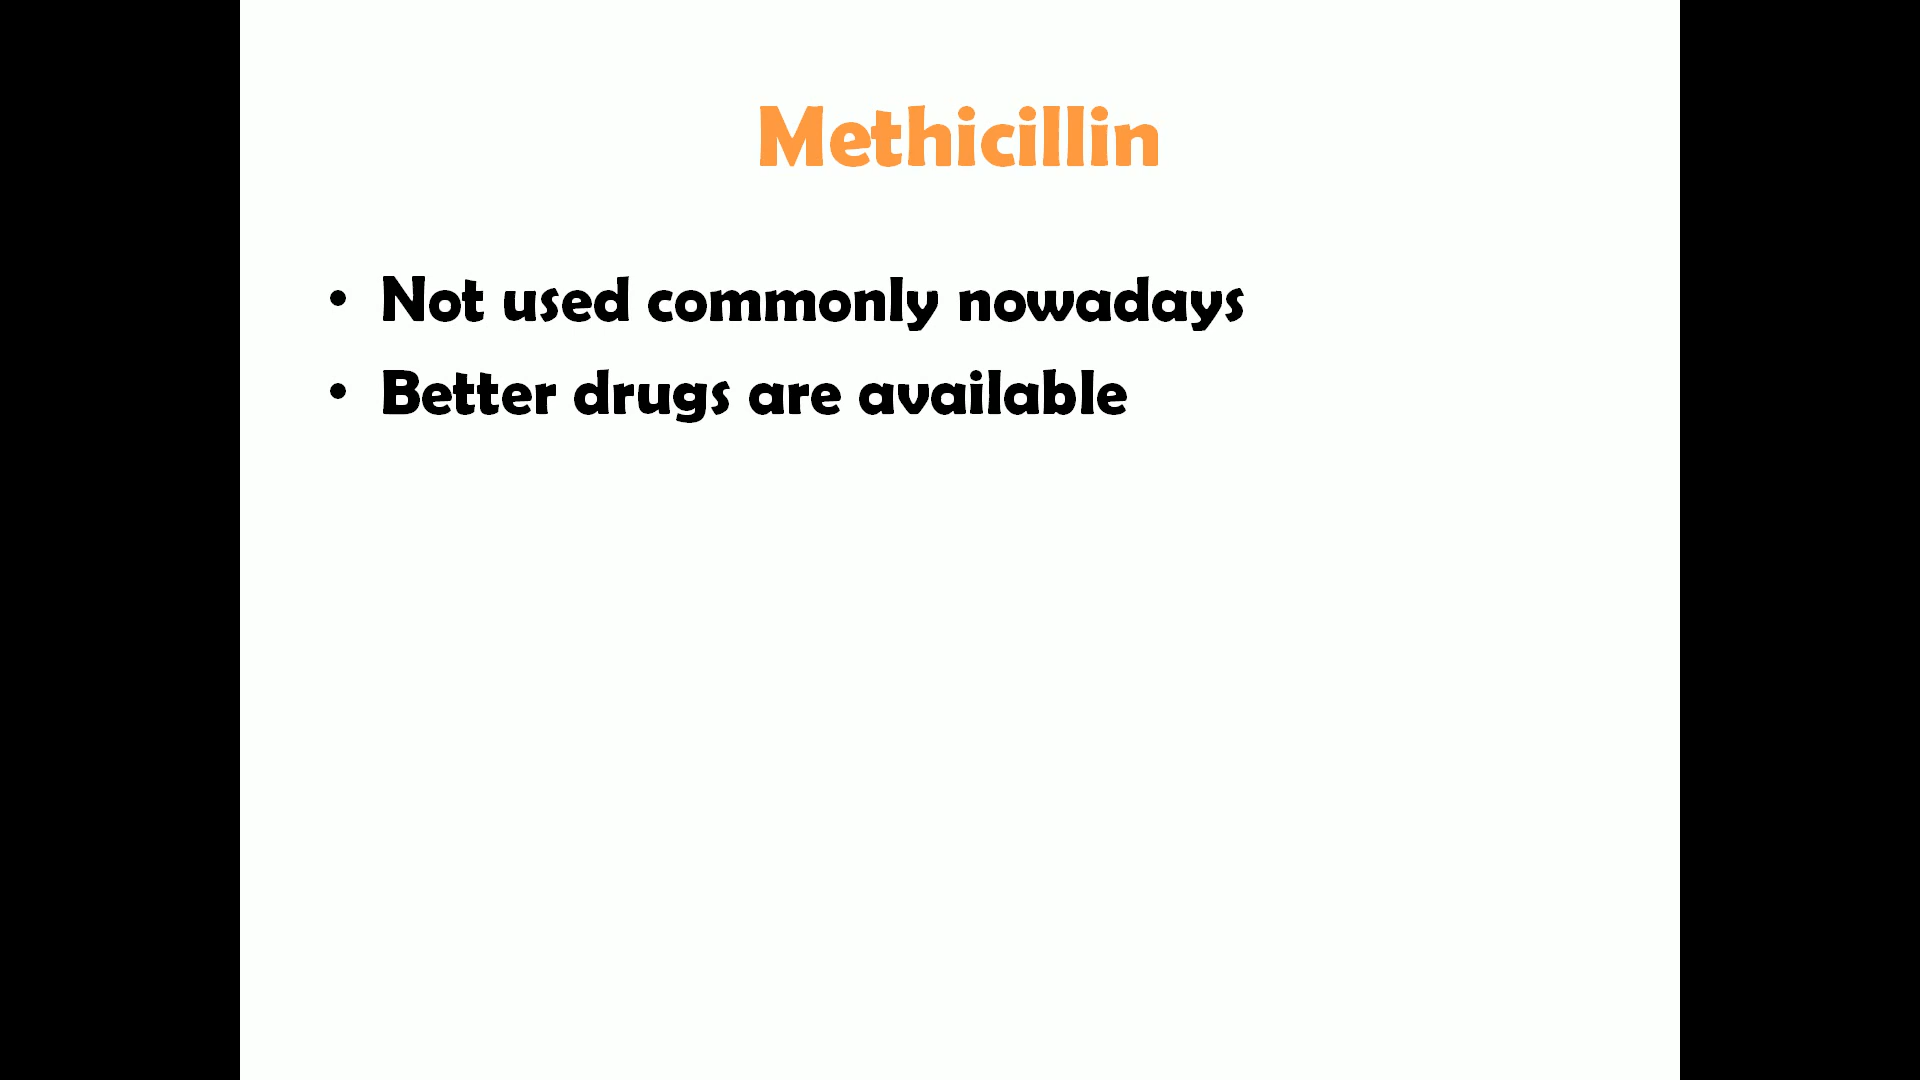 Methicillin
• Not used commonly nowadays
• Better drugs are available